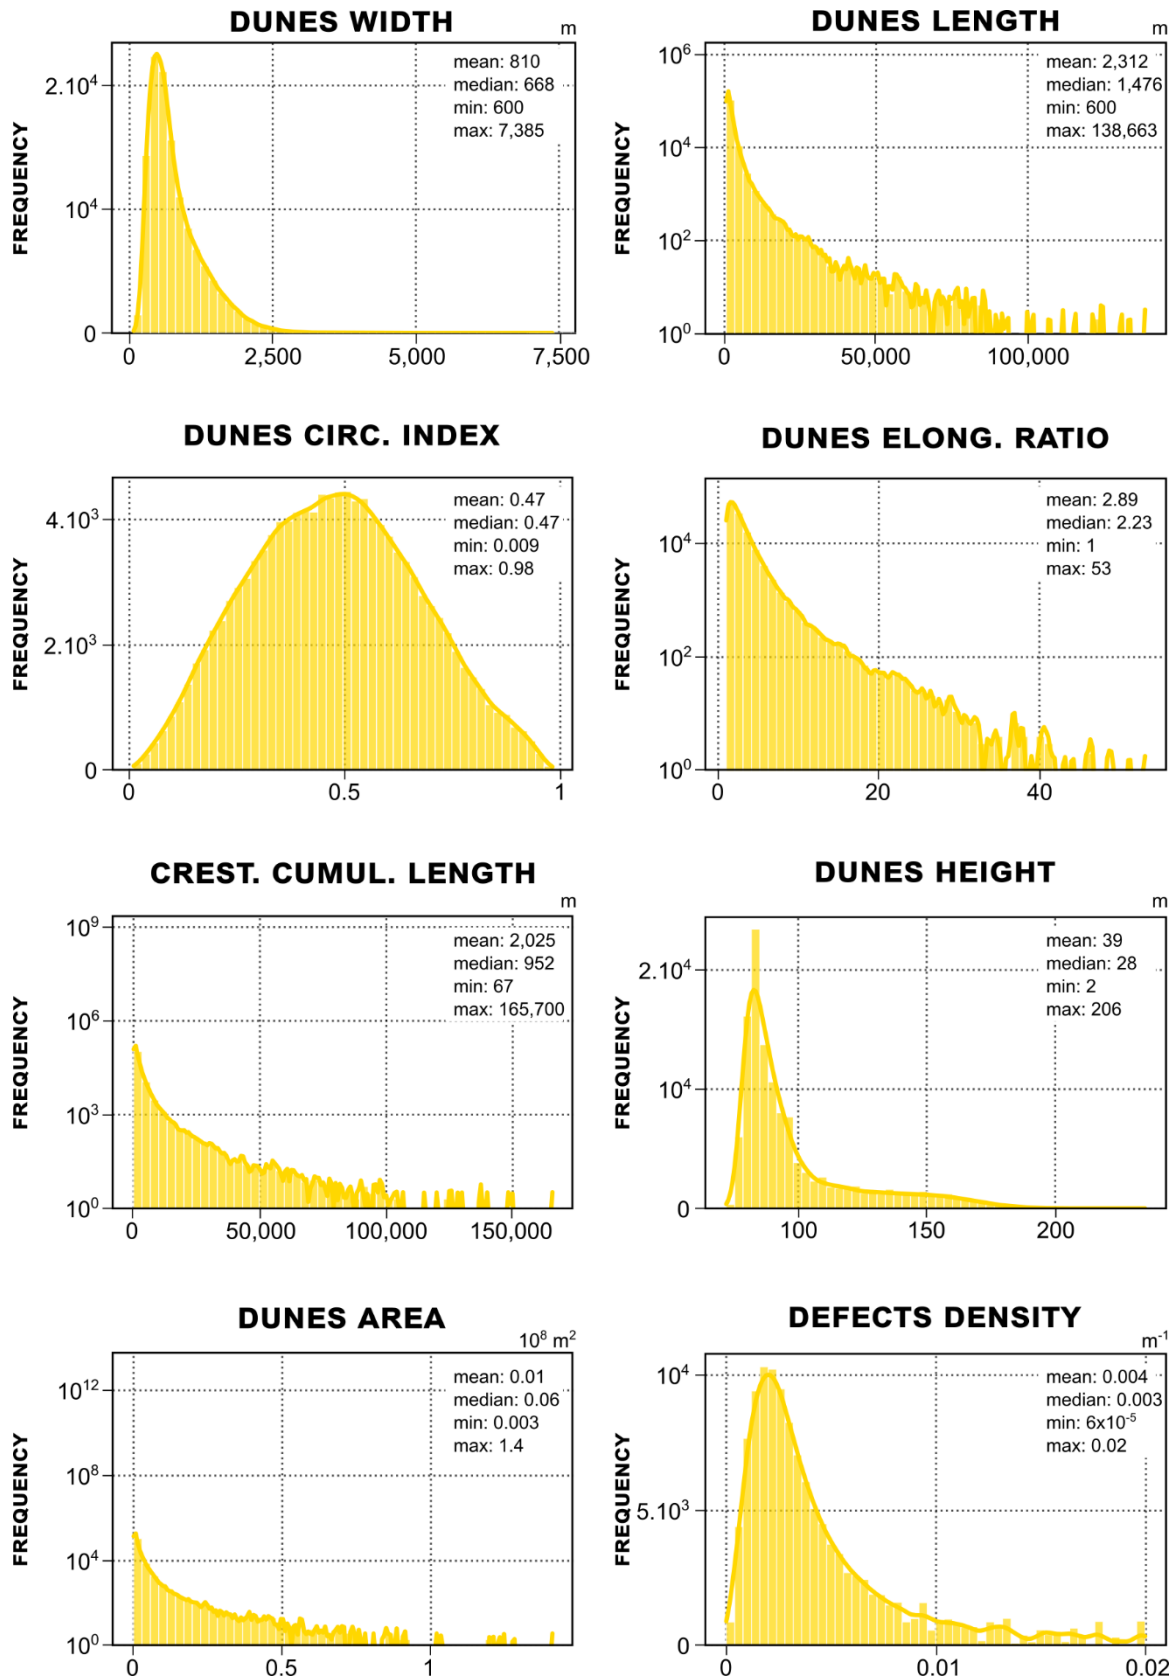 DUNES WIDTH
m
mean: 810
median: 668
min: 600
max: 7,385
FREQUENCY
2.10⁴
10⁴
0
0 2,500 5,000 7,500
DUNES LENGTH
m
mean: 2,312
median: 1,476
min: 600
max: 138,663
FREQUENCY
10⁶
10⁴
10²
10⁰
0 50,000 100,000
DUNES CIRC. INDEX
mean: 0.47
median: 0.47
min: 0.009
max: 0.98
FREQUENCY
4.10³
2.10³
0
0 0.5 1
DUNES ELONG. RATIO
mean: 2.89
median: 2.23
min: 1
max: 53
FREQUENCY
10⁴
10²
10⁰
0 20 40
CREST. CUMUL. LENGTH
m
mean: 2,025
median: 952
min: 67
max: 165,700
FREQUENCY
10⁹
10⁶
10³
10⁰
0 50,000 100,000 150,000
DUNES HEIGHT
m
mean: 39
median: 28
min: 2
max: 206
FREQUENCY
2.10⁴
10⁴
0
100 150 200
DUNES AREA
10⁸ m²
mean: 0.01
median: 0.06
min: 0.003
max: 1.4
FREQUENCY
10¹²
10⁸
10⁴
10⁰
0 0.5 1
DEFECTS DENSITY
m⁻¹
mean: 0.004
median: 0.003
min: 6x10⁻⁵
max: 0.02
FREQUENCY
10⁴
5.10³
0
0 0.01 0.02